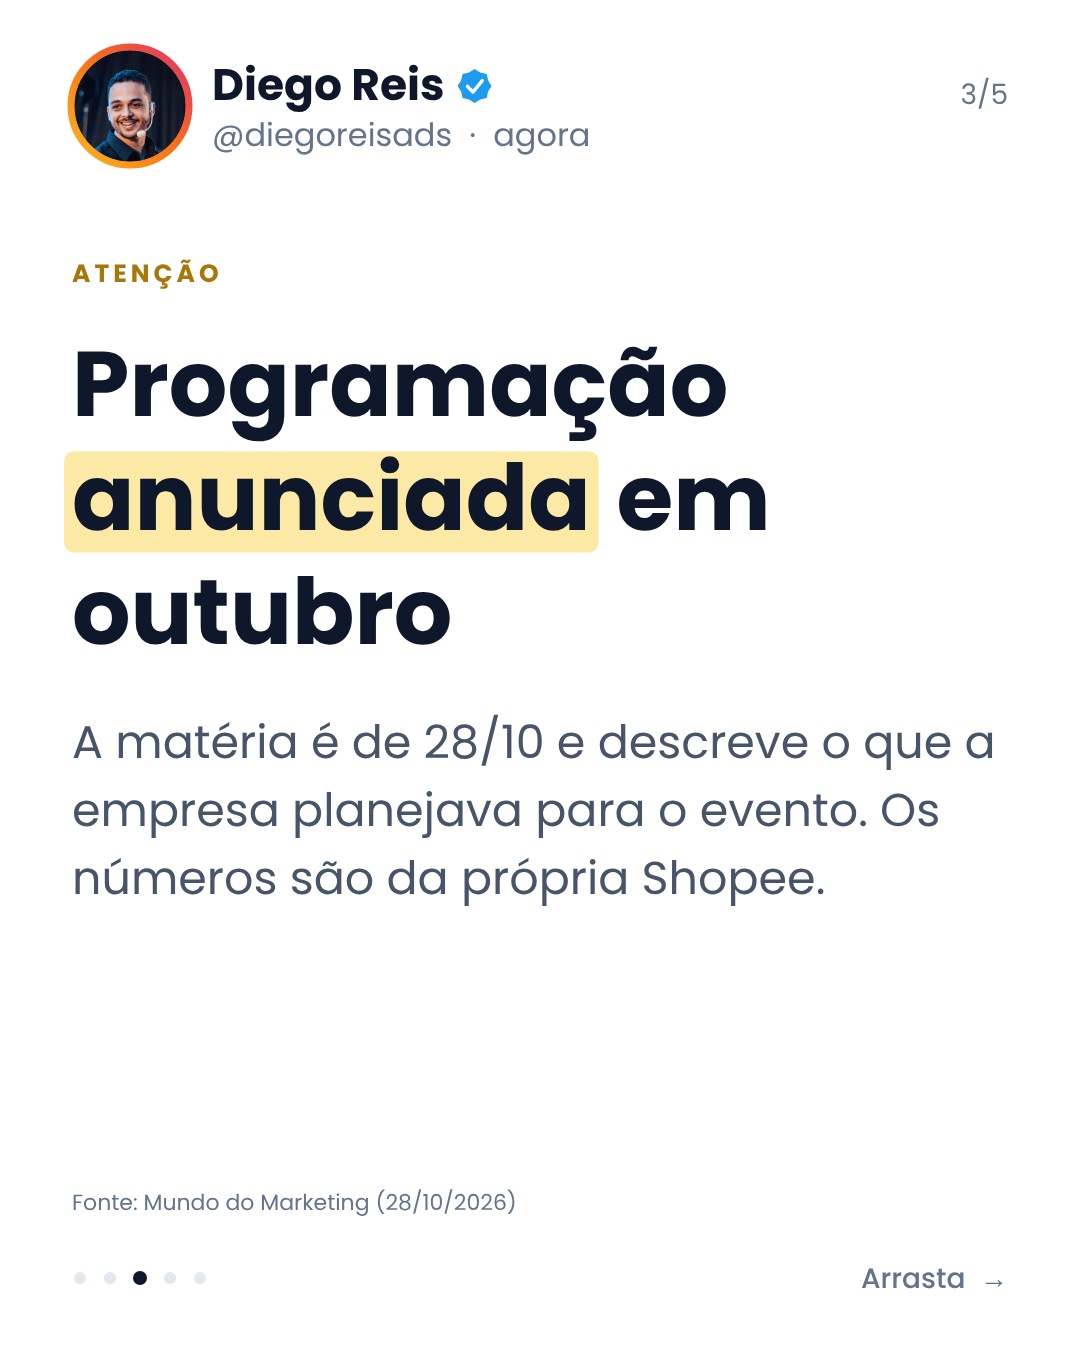 Diego Reis
@diegoreisads · agora
3/5
ATENÇÃO
Programação
anunciada em
outubro
A matéria é de 28/10 e descreve o que a
empresa planejava para o evento. Os
números são da própria Shopee.
Fonte: Mundo do Marketing (28/10/2026)
Arrasta →